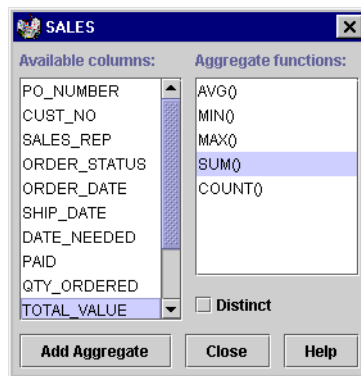 SALES
Available columns:
PO_NUMBER
CUST_NO
SALES_REP
ORDER_STATUS
ORDER_DATE
SHIP_DATE
DATE_NEEDED
PAID
QTY_ORDERED
TOTAL_VALUE
Aggregate functions:
AVG()
MIN()
MAX()
SUM()
COUNT()
Distinct
Add Aggregate
Close
Help